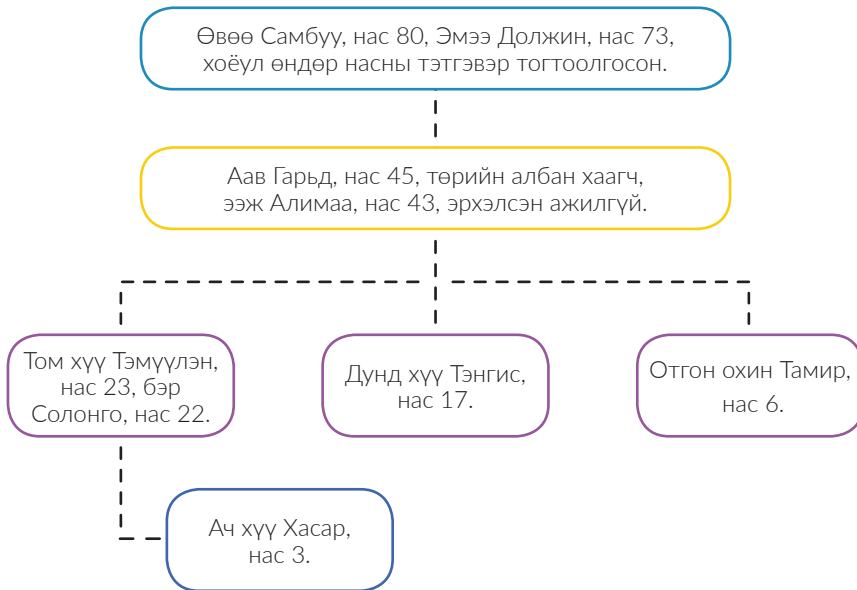 Өвөө Самбуу, нас 80, Эмээ Должин, нас 73,
хоёул өндөр насны тэтгэвэр тогтоолгосон.
Аав Гарьд, нас 45, төрийн албан хаагч,
ээж Алимаа, нас 43, эрхэлсэн ажилгүй.
Том хүү Тэмүүлэн,
нас 23, бэр
Солонго, нас 22.
Дунд хүү Тэнгис,
нас 17.
Отгон охин Тамир,
нас 6.
Ач хүү Хасар,
нас 3.